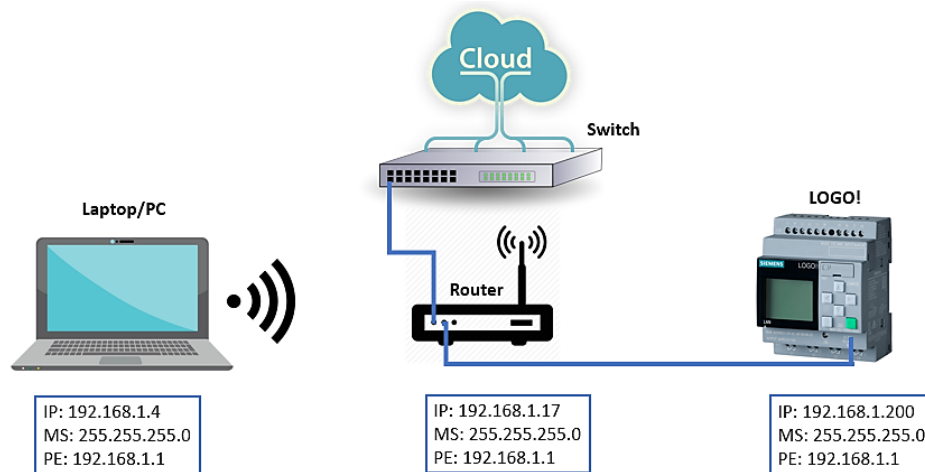 Cloud
Switch
Laptop/PC
LOGO!
SIEMENS
LOGO!
Router
IP: 192.168.1.4
MS: 255.255.255.0
PE: 192.168.1.1
IP: 192.168.1.17
MS: 255.255.255.0
PE: 192.168.1.1
IP: 192.168.1.200
MS: 255.255.255.0
PE: 192.168.1.1